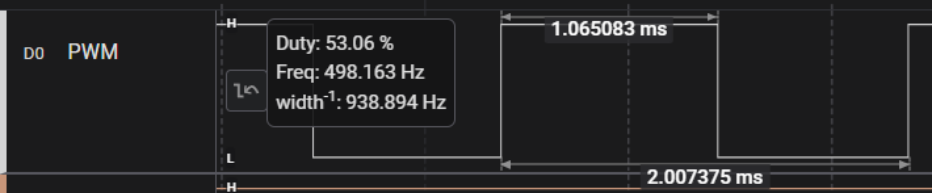 H
1.065083 ms
D0 PWM
Duty: 53.06 %
Freq: 498.163 Hz
width⁻¹: 938.894 Hz
L
2.007375 ms
H